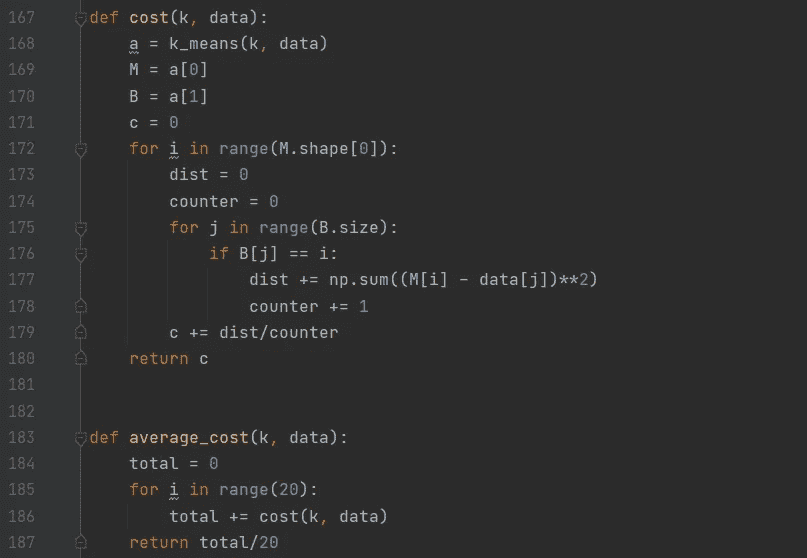 167 def cost(k, data):
168     a = k_means(k, data)
169     M = a[0]
170     B = a[1]
171     c = 0
172     for i in range(M.shape[0]):
173         dist = 0
174         counter = 0
175         for j in range(B.size):
176             if B[j] == i:
177                 dist += np.sum((M[i] - data[j])**2)
178                 counter += 1
179         c += dist/counter
180     return c
181
182
183 def average_cost(k, data):
184     total = 0
185     for i in range(20):
186         total += cost(k, data)
187     return total/20